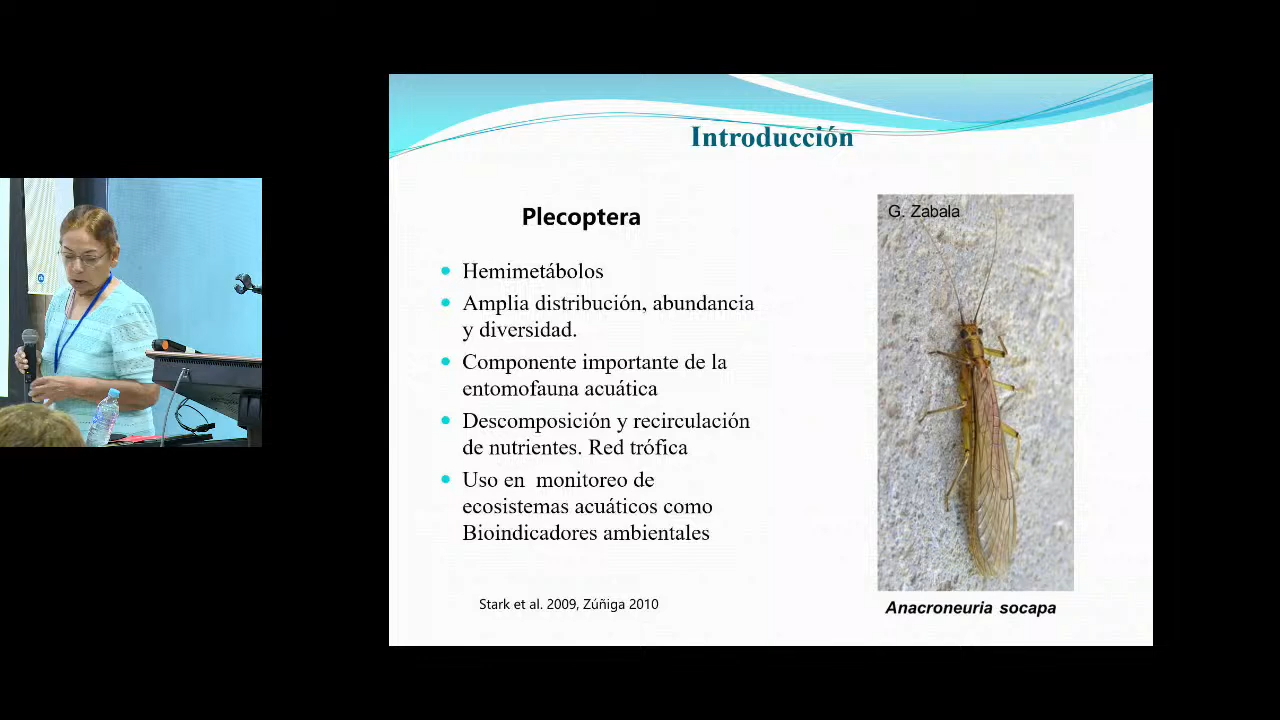 Introducción
Plecoptera
Hemimetábolos
Amplia distribución, abundancia
y diversidad.
Componente importante de la
entomofauna acuática
Descomposición y recirculación
de nutrientes. Red trófica
Uso en monitoreo de
ecosistemas acuáticos como
Bioindicadores ambientales
Stark et al. 2009, Zúñiga 2010
G. Zabala
Anacroneuria socapa